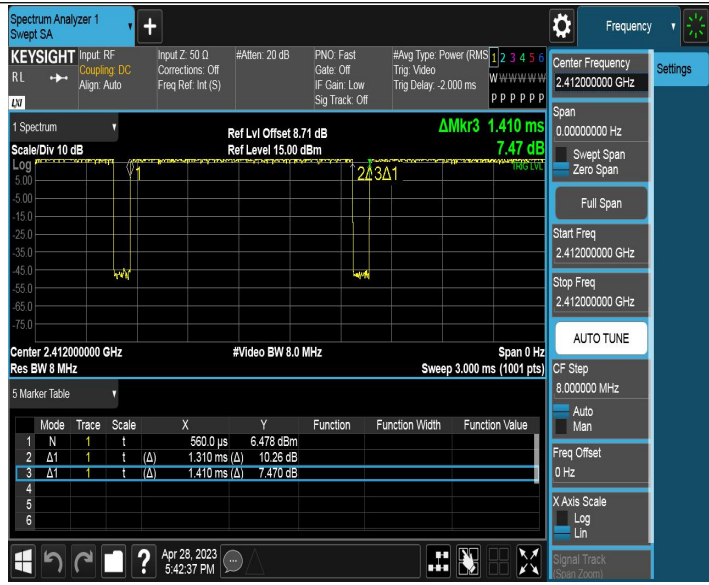 Spectrum Analyzer 1
Swept SA
Frequency
KEYSIGHT
RL
LXI
Input: RF
Coupling: DC
Align: Auto
Input Z: 50 Ω
Corrections: Off
Freq Ref: Int (S)
#Atten: 20 dB
PNO: Fast
Gate: Off
IF Gain: Low
Sig Track: Off
#Avg Type: Power (RMS
Trig: Video
Trig Delay: -2.000 ms
1 2 3 4 5 6
W W W W W W
P P P P P P
Center Frequency
2.412000000 GHz
Settings
Span
0.00000000 Hz
Swept Span
Zero Span
Full Span
Start Freq
2.412000000 GHz
Stop Freq
2.412000000 GHz
AUTO TUNE
CF Step
8.000000 MHz
Auto
Man
Freq Offset
0 Hz
X Axis Scale
Log
Lin
Signal Track
(Span Zoom)
1 Spectrum
Scale/Div 10 dB
Ref Lvl Offset 8.71 dB
Ref Level 15.00 dBm
ΔMkr3 1.410 ms
7.47 dB
Log
TRIG LVL
1
2Δ3Δ1
5.00
-5.00
-15.0
-25.0
-35.0
-45.0
-55.0
-65.0
-75.0
Center 2.412000000 GHz
#Video BW 8.0 MHz
Span 0 Hz
Res BW 8 MHz
Sweep 3.000 ms (1001 pts)
5 Marker Table
Mode Trace Scale X Y Function Function Width Function Value
1 N 1 t 560.0 µs 6.478 dBm
2 Δ1 1 t (Δ) 1.310 ms (Δ) 10.26 dB
3 Δ1 1 t (Δ) 1.410 ms (Δ) 7.470 dB
4
5
6
?
Apr 28, 2023
5:42:37 PM